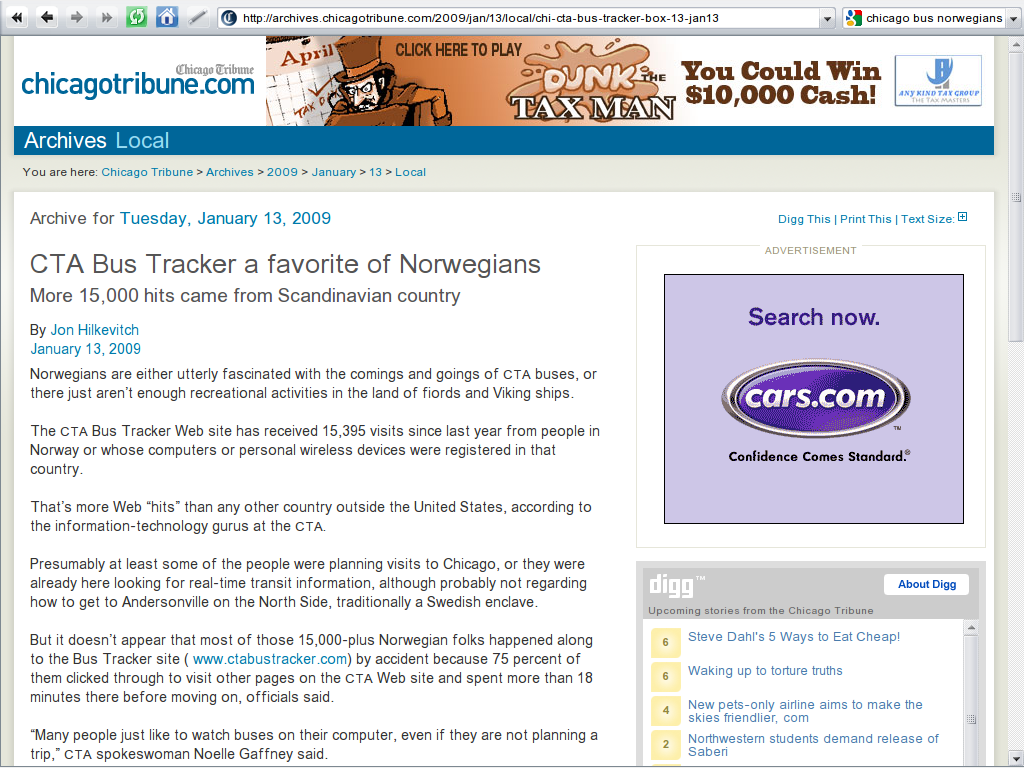 http://archives.chicagotribune.com/2009/jan/13/local/chi-cta-bus-tracker-box-13-jan13
chicago bus norwegians
Chicago Tribune
chicagotribune.com
April
TAX D
CLICK HERE TO PLAY
DUNK THE
TAX MAN
You Could Win
$10,000 Cash!
ANY KIND TAX GROUP
THE TAX MASTERS
Archives Local
You are here: Chicago Tribune > Archives > 2009 > January > 13 > Local
Archive for Tuesday, January 13, 2009
Digg This | Print This | Text Size:
CTA Bus Tracker a favorite of Norwegians
More 15,000 hits came from Scandinavian country
By Jon Hilkevitch
January 13, 2009
Norwegians are either utterly fascinated with the comings and goings of CTA buses, or
there just aren’t enough recreational activities in the land of fiords and Viking ships.
The CTA Bus Tracker Web site has received 15,395 visits since last year from people in
Norway or whose computers or personal wireless devices were registered in that
country.
That’s more Web “hits” than any other country outside the United States, according to
the information-technology gurus at the CTA.
Presumably at least some of the people were planning visits to Chicago, or they were
already here looking for real-time transit information, although probably not regarding
how to get to Andersonville on the North Side, traditionally a Swedish enclave.
But it doesn’t appear that most of those 15,000-plus Norwegian folks happened along
to the Bus Tracker site ( www.ctabustracker.com) by accident because 75 percent of
them clicked through to visit other pages on the CTA Web site and spent more than 18
minutes there before moving on, officials said.
“Many people just like to watch buses on their computer, even if they are not planning a
trip,” CTA spokeswoman Noelle Gaffney said.
ADVERTISEMENT
Search now.
cars.com
TM
Confidence Comes Standard.®
digg™
About Digg
Upcoming stories from the Chicago Tribune
6 Steve Dahl's 5 Ways to Eat Cheap!
6 Waking up to torture truths
4 New pets-only airline aims to make the
skies friendlier, com
2 Northwestern students demand release of
Saberi